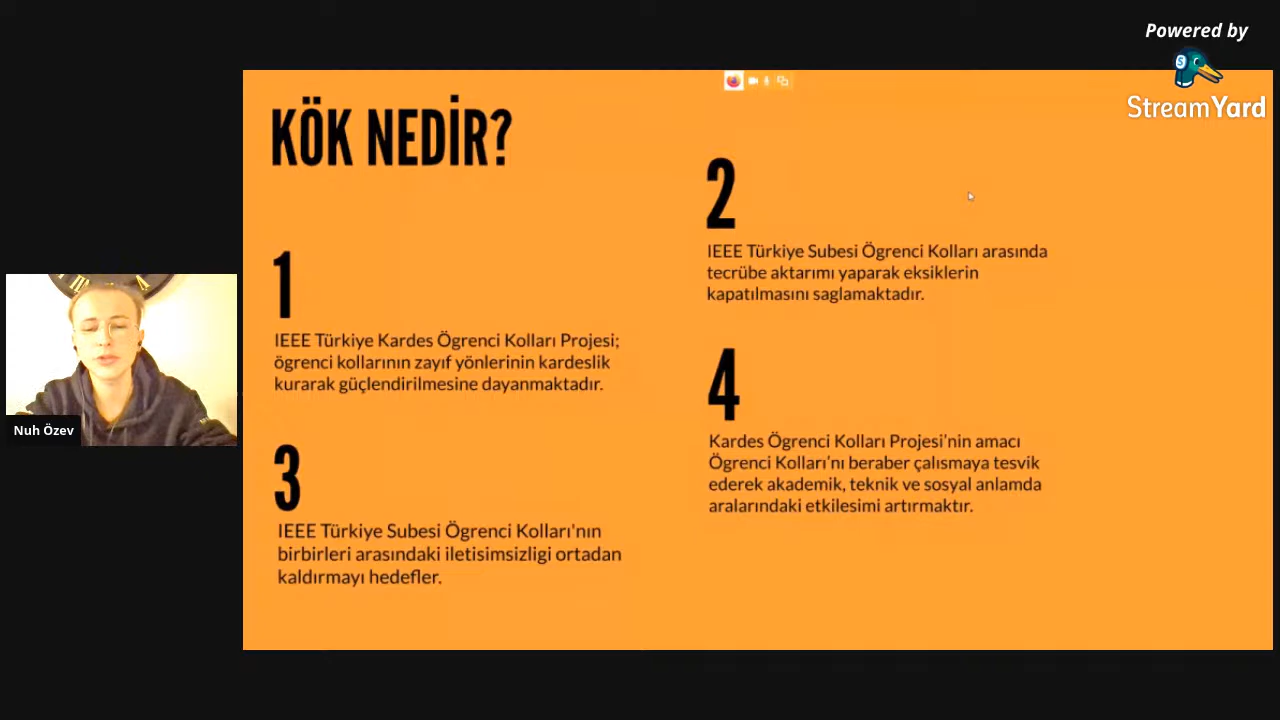 Powered by
StreamYard
KÖK NEDİR?
1
IEEE Türkiye Kardes Ögrenci Kolları Projesi;
ögrenci kollarının zayıf yönlerinin kardeslik
kurarak güçlendirilmesine dayanmaktadır.
2
IEEE Türkiye Subesi Ögrenci Kolları arasında
tecrübe aktarımı yaparak eksiklerin
kapatılmasını saglamaktadır.
3
IEEE Türkiye Subesi Ögrenci Kolları'nın
birbirleri arasındaki iletisimsizligi ortadan
kaldırmayı hedefler.
4
Kardes Ögrenci Kolları Projesi'nin amacı
Ögrenci Kolları'nı beraber çalısmaya tesvik
ederek akademik, teknik ve sosyal anlamda
aralarındaki etkilesimi artırmaktır.
Nuh Özev